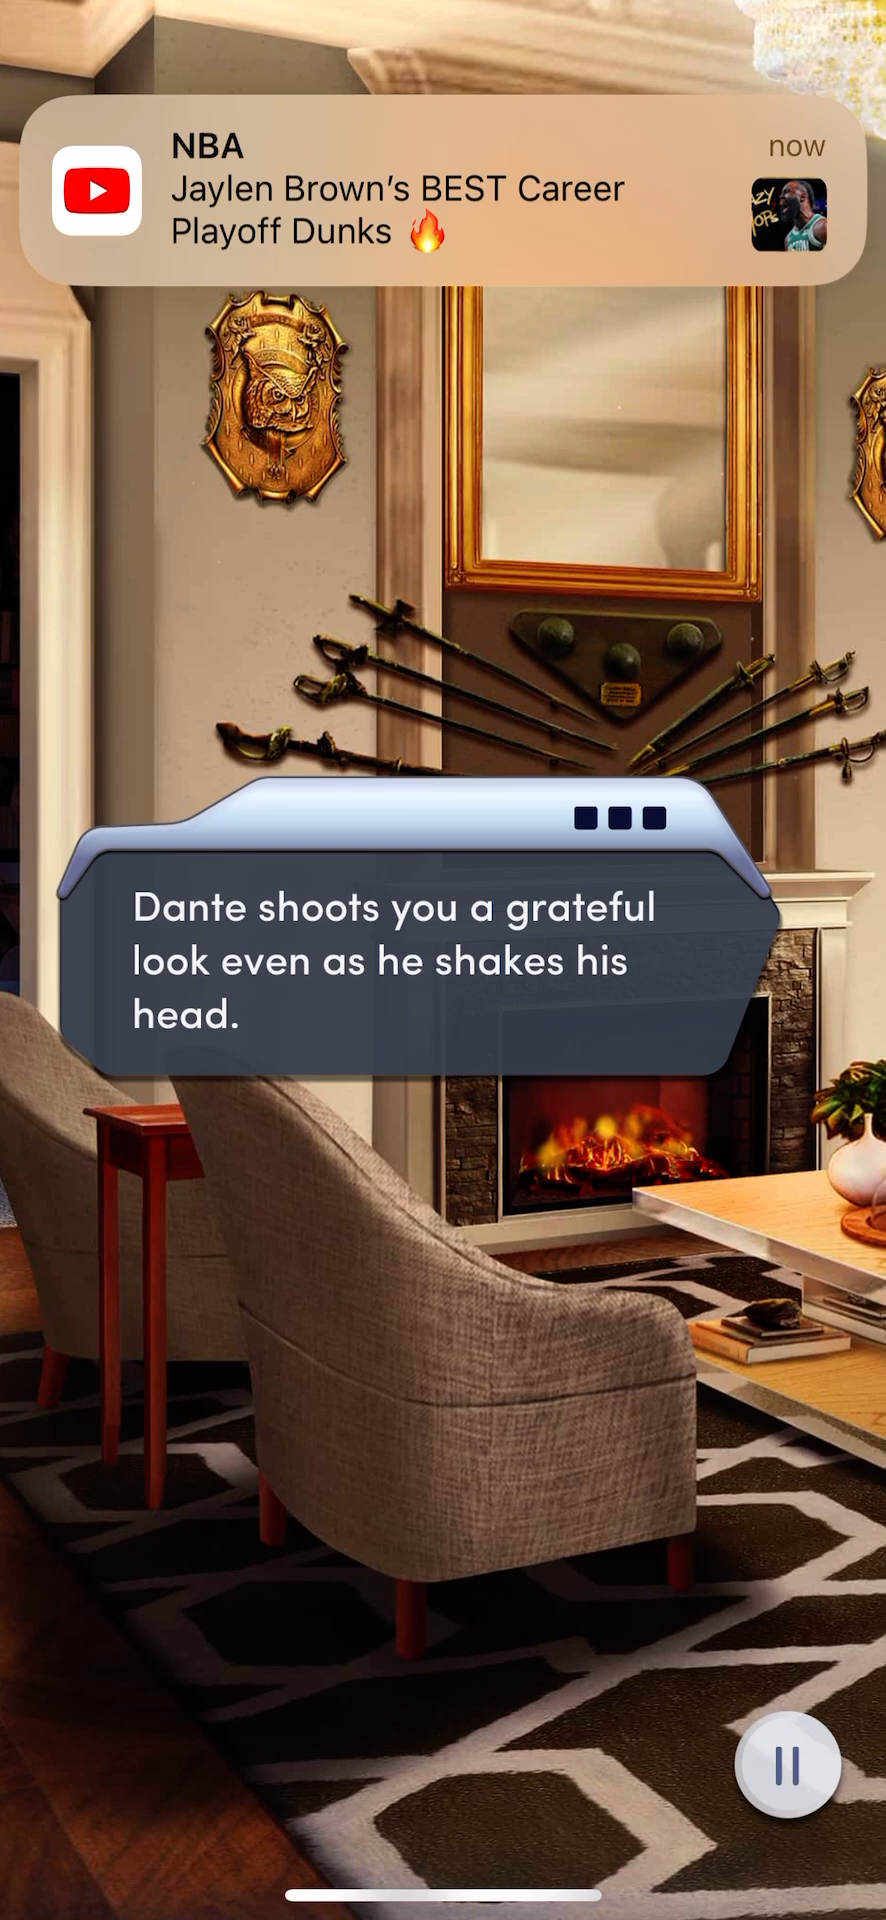 NBA
now
Jaylen Brown’s BEST Career
Playoff Dunks 🔥
Dante shoots you a grateful
look even as he shakes his
head.